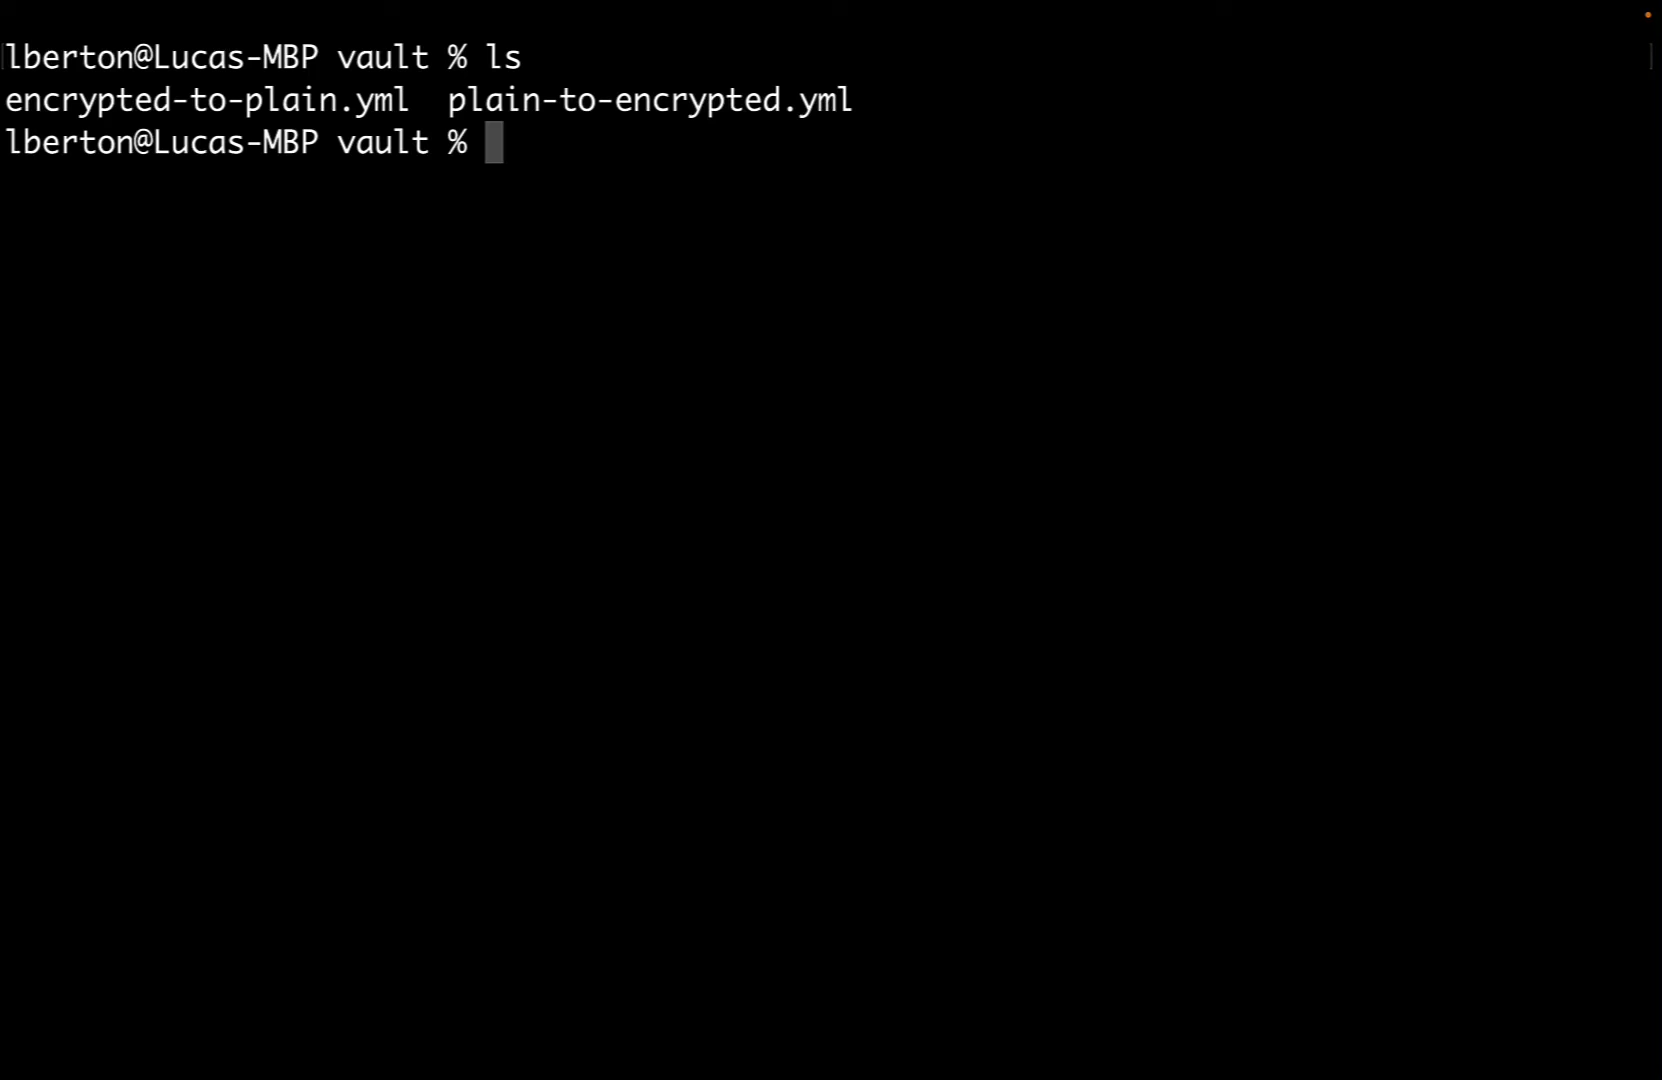 lberton@Lucas-MBP vault % ls
encrypted-to-plain.yml  plain-to-encrypted.yml
lberton@Lucas-MBP vault %